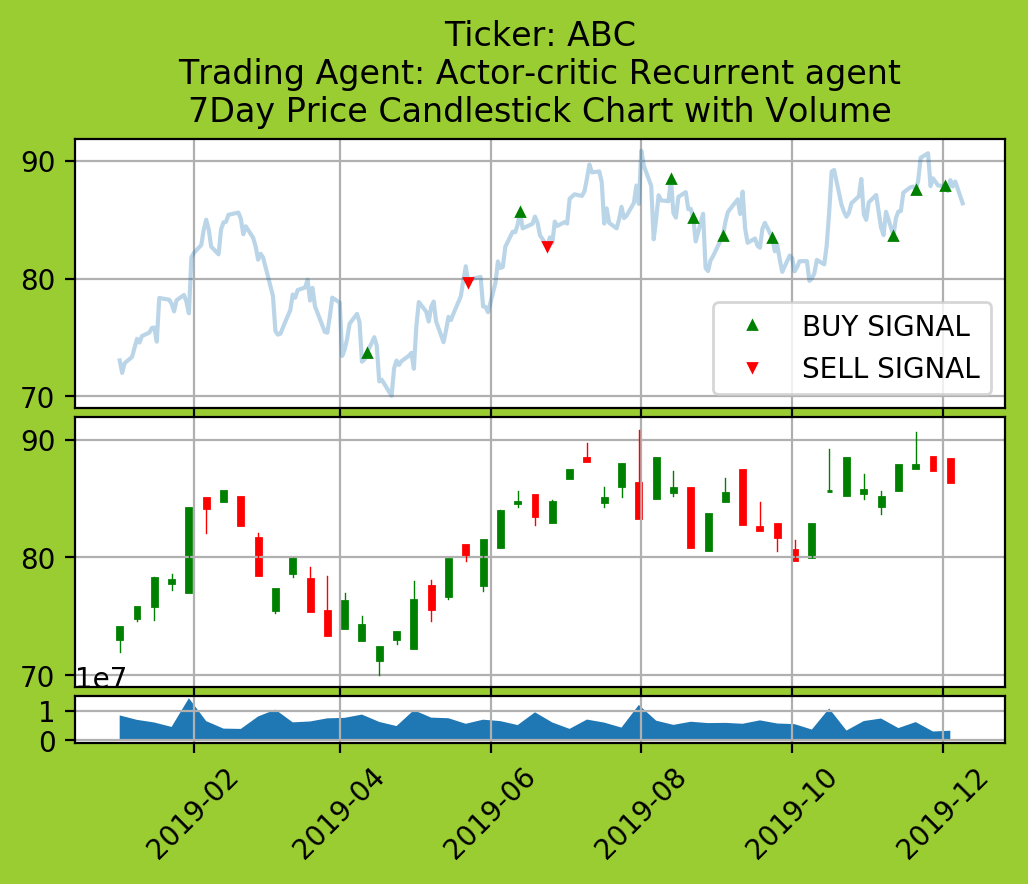 Ticker: ABC
Trading Agent: Actor-critic Recurrent agent
7Day Price Candlestick Chart with Volume
90
80
70
BUY SIGNAL
SELL SIGNAL
90
80
70
1e7
1
0
2019-02
2019-04
2019-06
2019-08
2019-10
2019-12